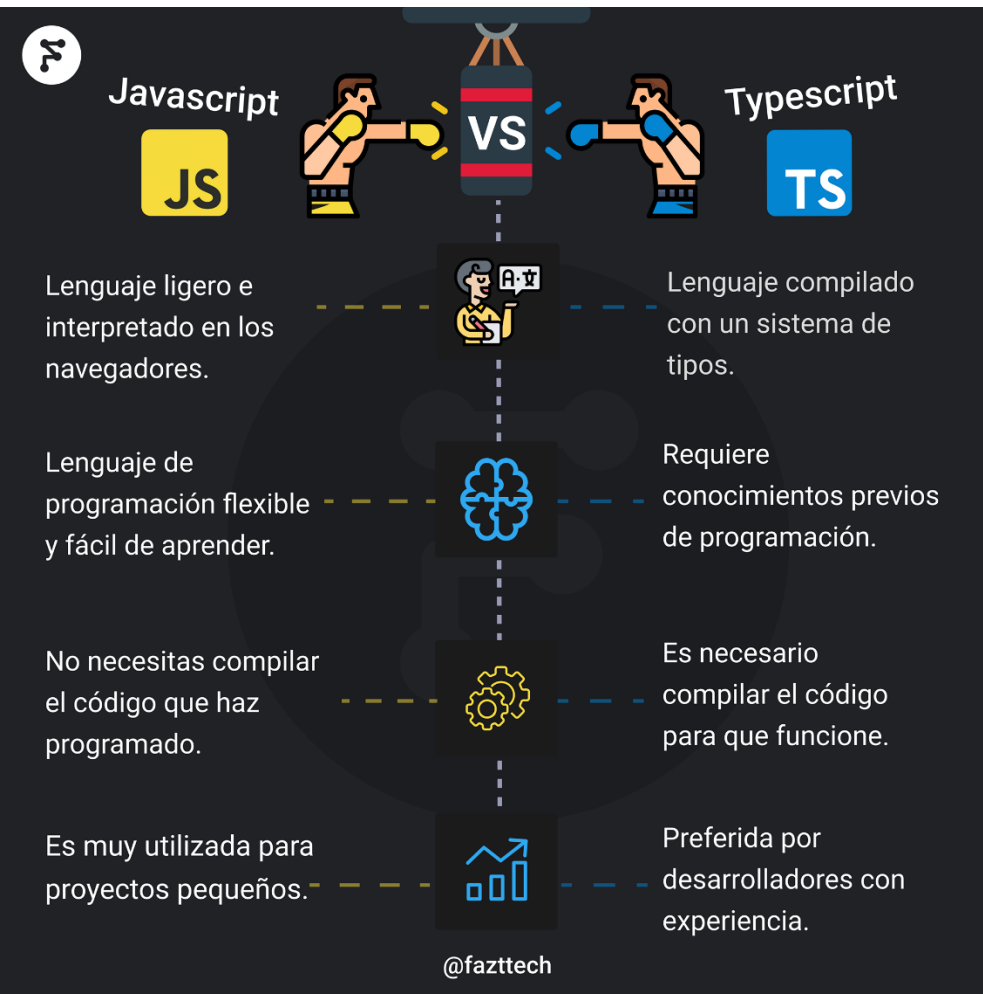 Javascript
VS
Typescript
JS
TS
Lenguaje ligero e
interpretado en los
navegadores.
A
文
Lenguaje compilado
con un sistema de
tipos.
Lenguaje de
programación flexible
y fácil de aprender.
Requiere
conocimientos previos
de programación.
No necesitas compilar
el código que haz
programado.
Es necesario
compilar el código
para que funcione.
Es muy utilizada para
proyectos pequeños.
Preferida por
desarrolladores con
experiencia.
@fazttech